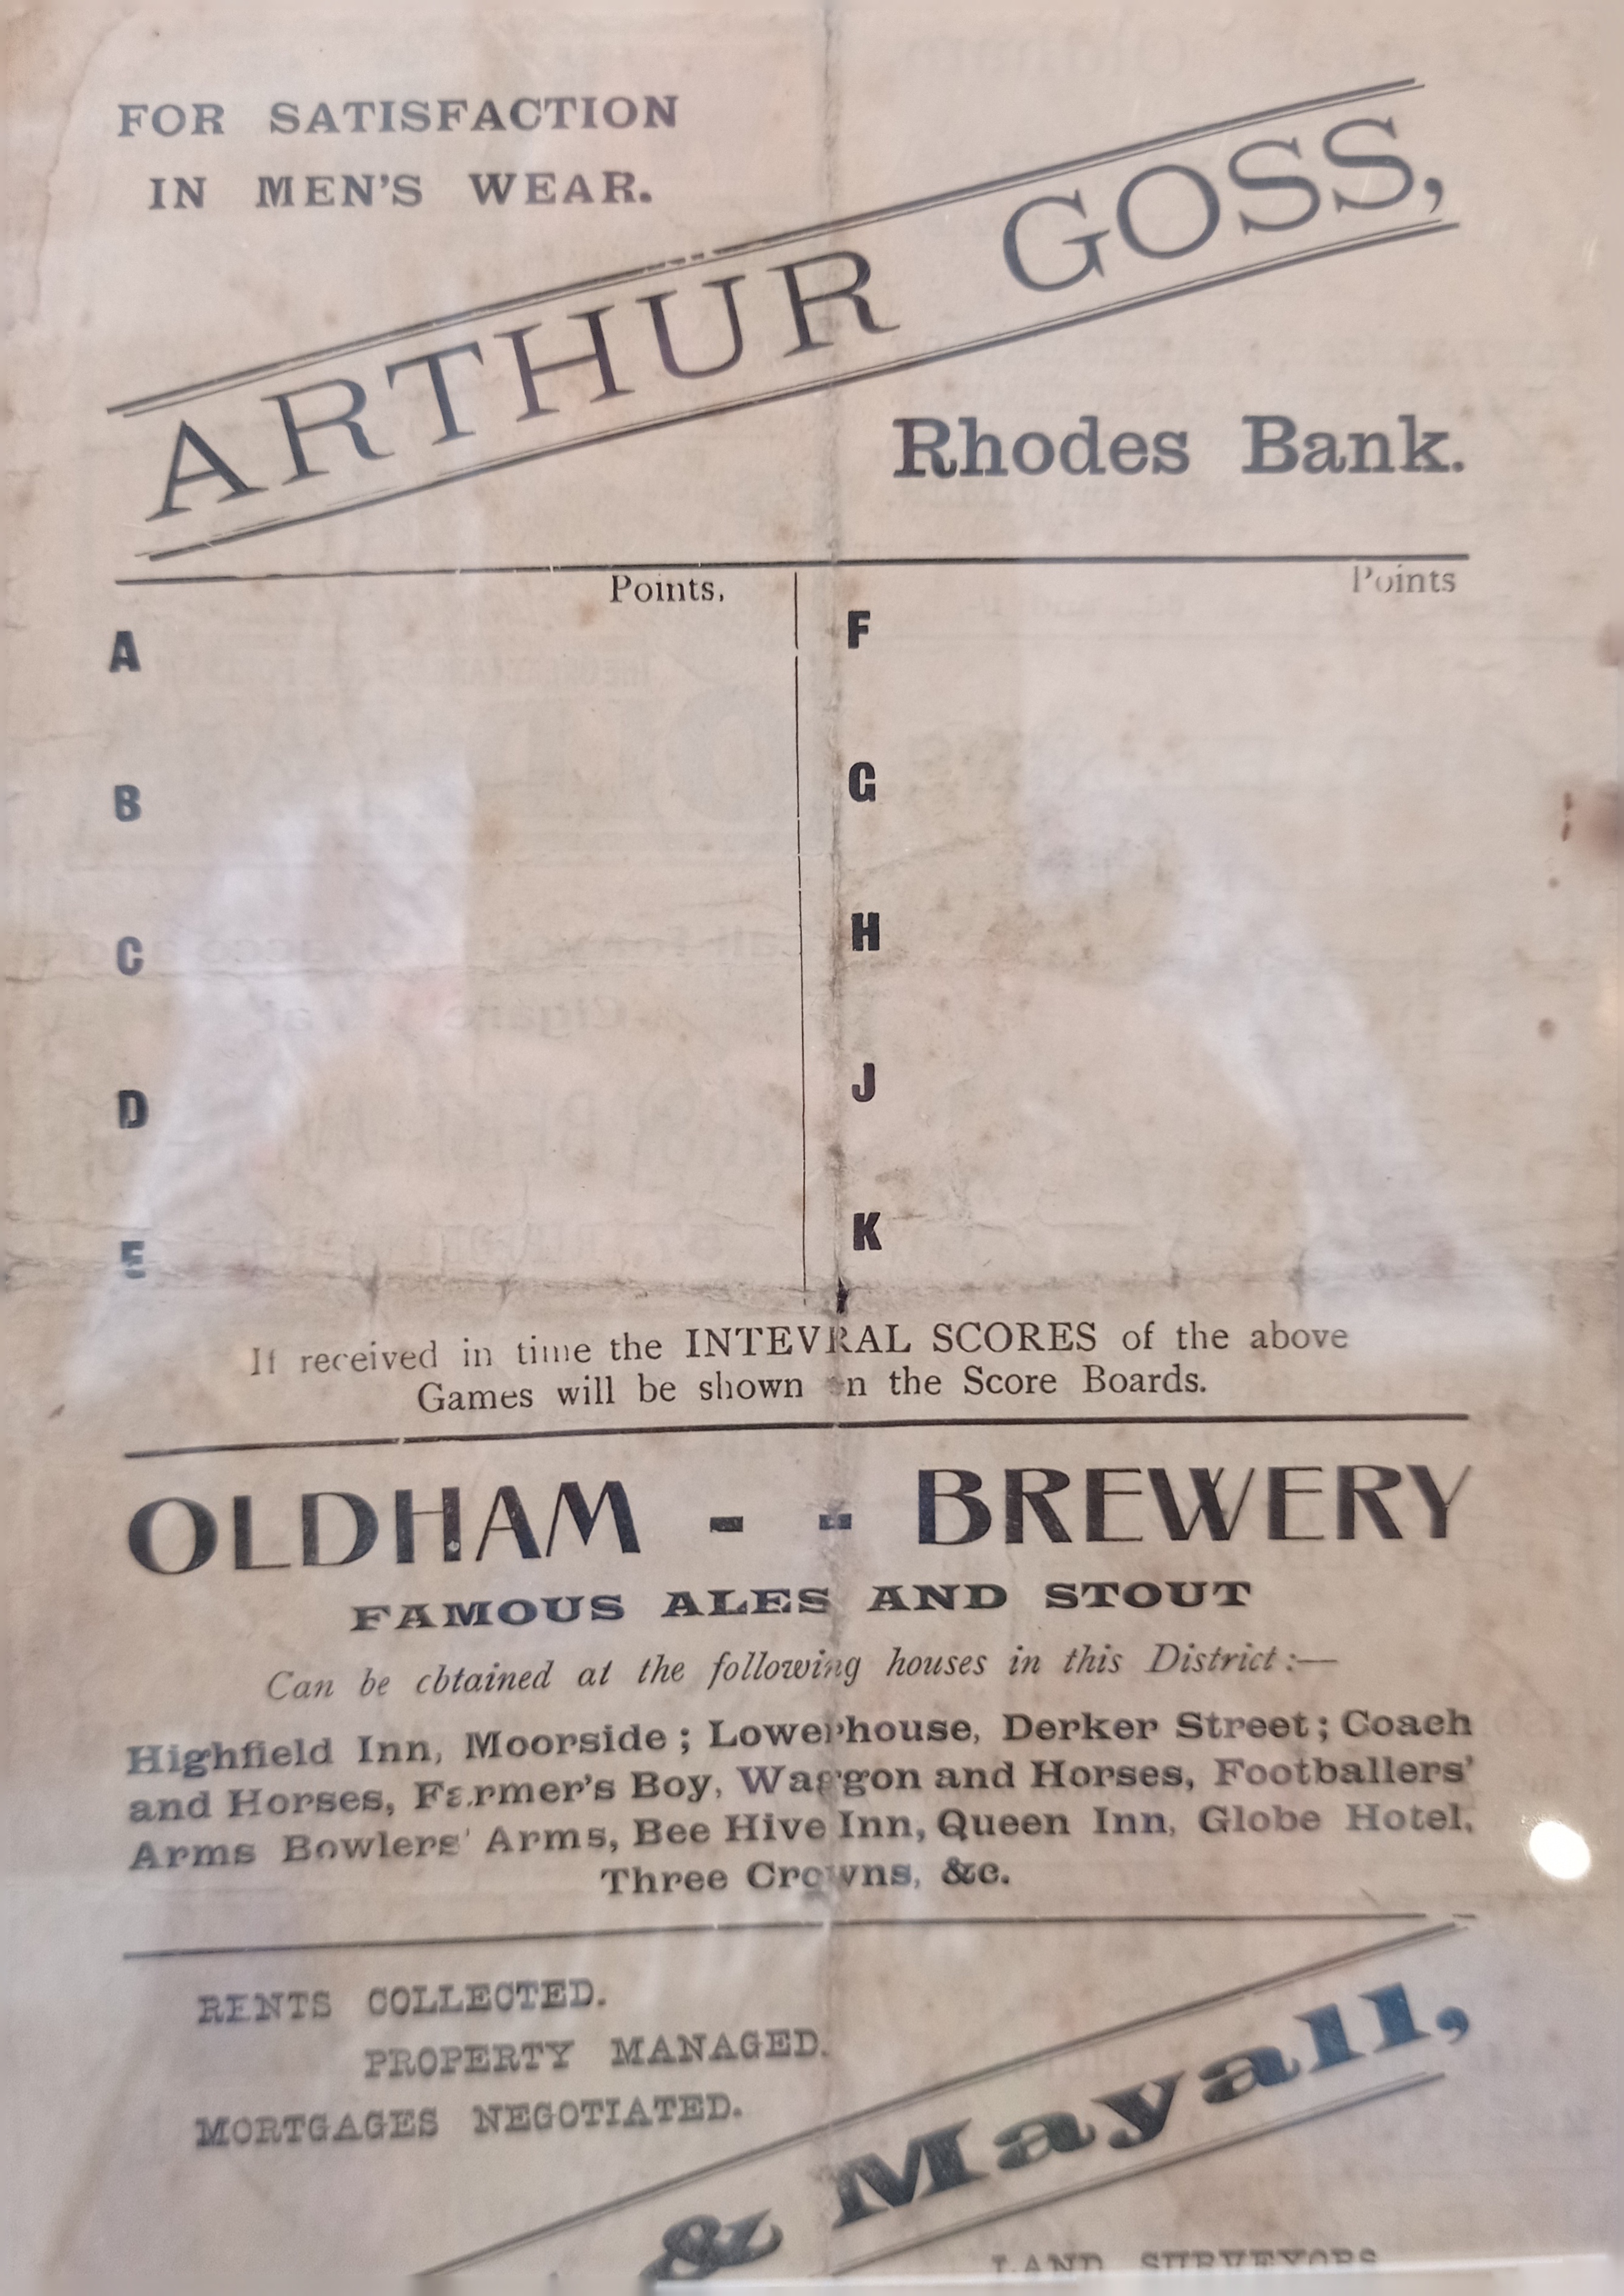 FOR SATISFACTION
IN MEN'S WEAR.
ARTHUR GOSS,
Rhodes Bank.
Points.
Points
A
F
B
G
C
H
D
J
E
K
If received in time the INTEVRAL SCORES of the above
Games will be shown on the Score Boards.
OLDHAM - - BREWERY
FAMOUS ALES AND STOUT
Can be cbtained at the following houses in this District :—
Highfield Inn, Moorside ; Lowerhouse, Derker Street ; Coach
and Horses, Farmer's Boy, Waggon and Horses, Footballers'
Arms Bowlers' Arms, Bee Hive Inn, Queen Inn, Globe Hotel,
Three Crowns, &c.
RENTS COLLECTED.
PROPERTY MANAGED.
MORTGAGES NEGOTIATED.
& Mayall,
LAND SURVEYORS